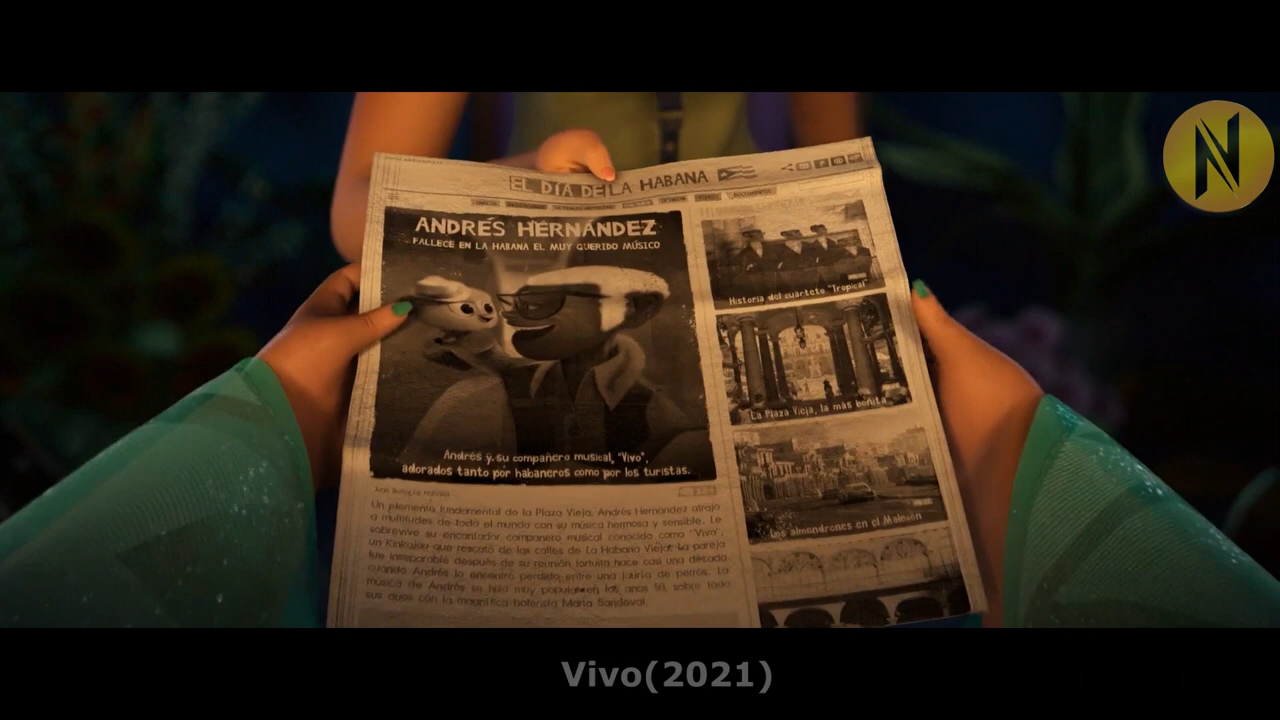 EL DÍA DE LA HABANA
ANDRÉS HERNÁNDEZ
FALLECE EN LA HABANA EL MUY QUERIDO MÚSICO
Andrés y su compañero musical, "Vivo",
adorados tanto por habaneros como por los turistas.
Un elemento fundamental de la Plaza Vieja, Andrés Hernández atrajo
a multitudes de todo el mundo con su música hermosa y sensible. Le
sobrevive su encantador compañero musical conocido como "Vivo",
un Kinkajou que rescató de las calles de La Habana Vieja. La pareja
fue inseparable después de su reunión fortuita hace casi una década
cuando Andrés lo encontró perdido entre una jauría de perros. La
música de Andrés se hizo muy popular en los años 50, sobre todo
sus duos con la magnífica
María Sandoval
Historia del cuarteto "Tropical"
La Plaza Vieja, la más bonita
Los almendrones en el Malecón
N
Vivo(2021)